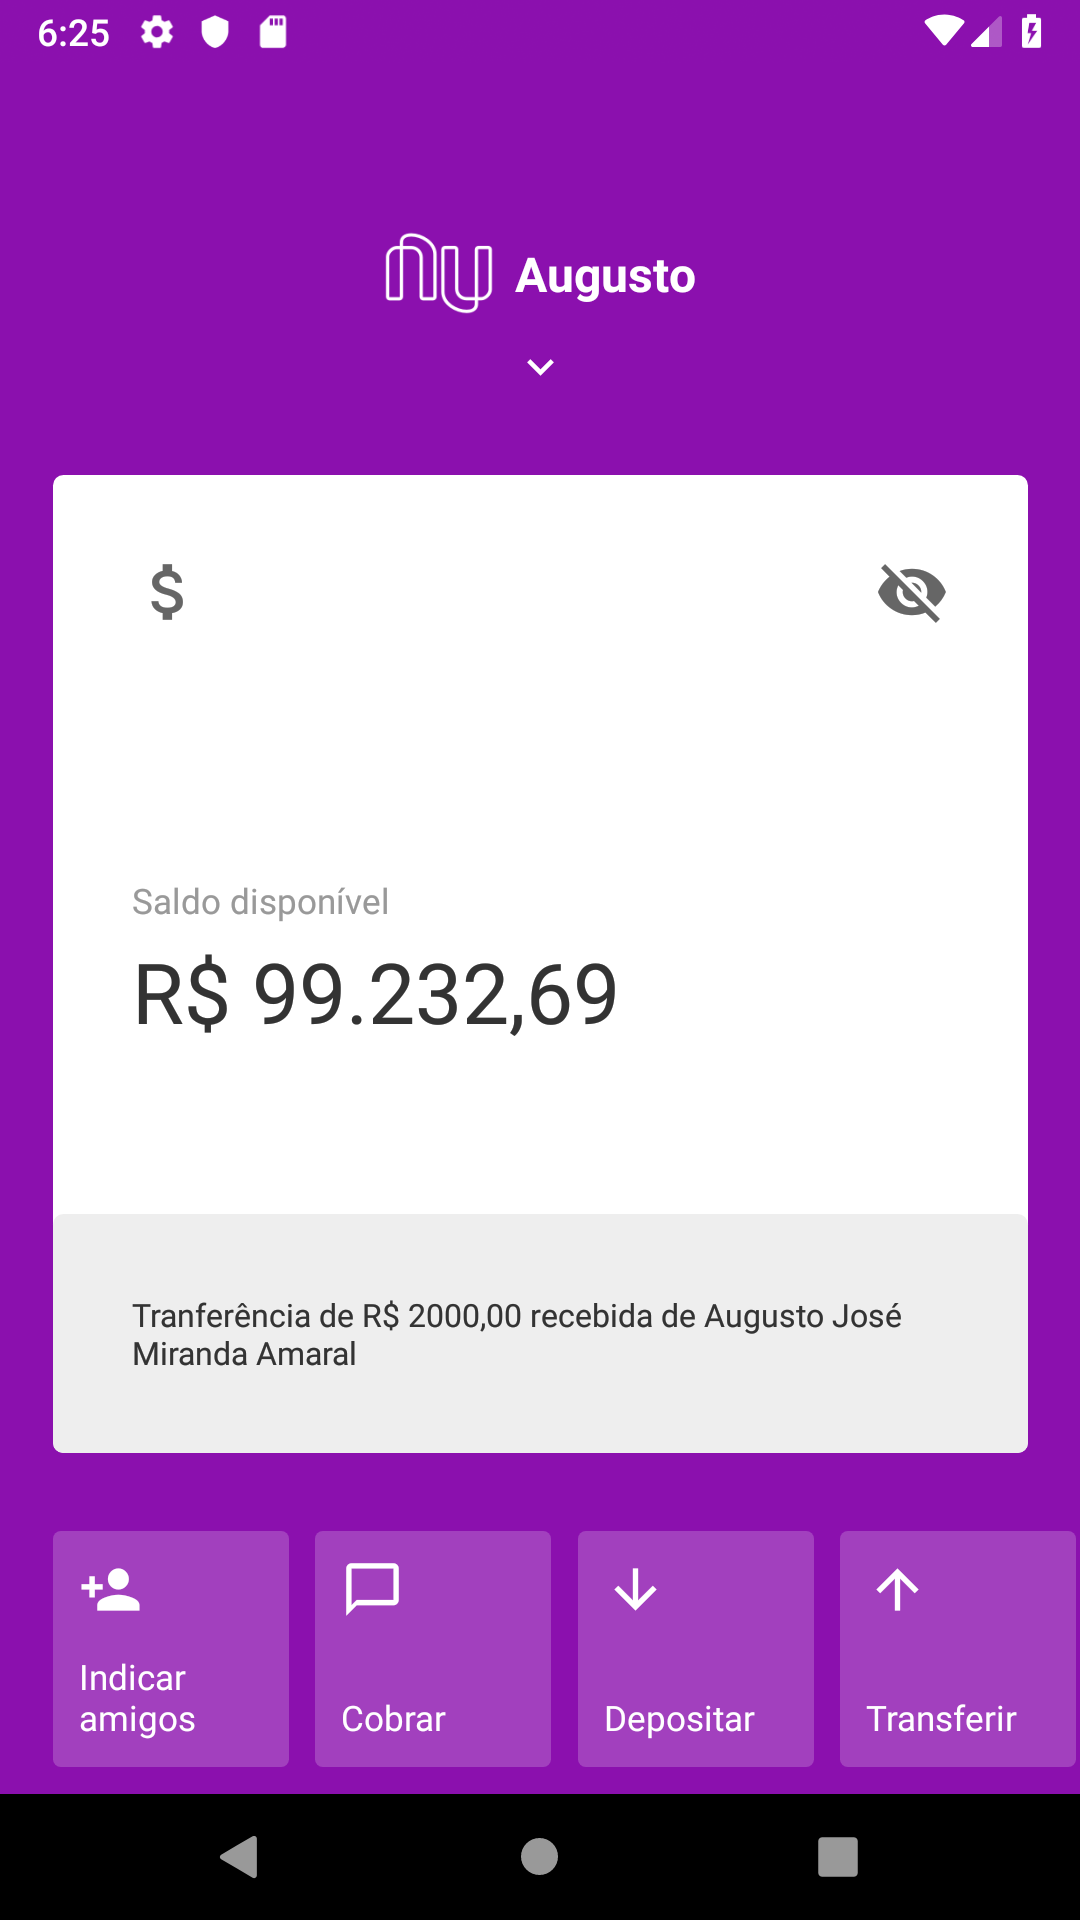 6:25
nu Augusto
$
Saldo disponível
R$ 99.232,69
Tranferência de R$ 2000,00 recebida de Augusto José
Miranda Amaral
Indicar
amigos
Cobrar
Depositar
Transferir